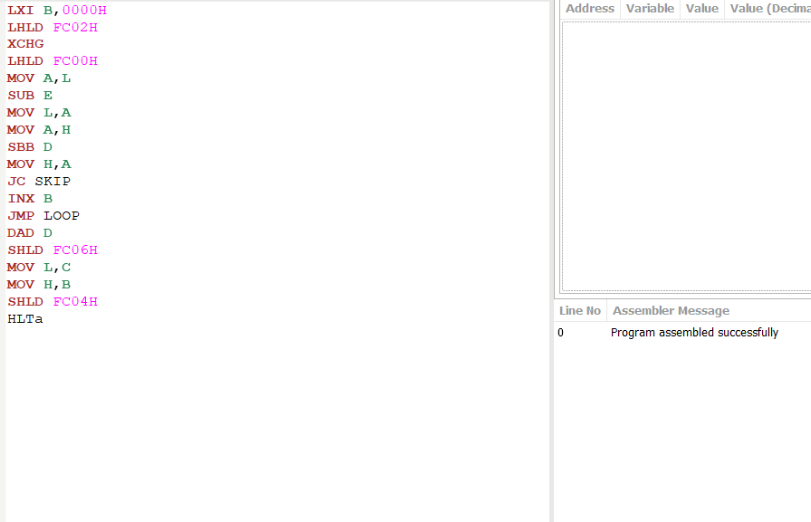 LXI B,0000H
LHLD FC02H
XCHG
LHLD FC00H
MOV A,L
SUB E
MOV L,A
MOV A,H
SBB D
MOV H,A
JC SKIP
INX B
JMP LOOP
DAD D
SHLD FC06H
MOV L,C
MOV H,B
SHLD FC04H
HLTa
Address Variable Value Value (Decima
Line No Assembler Message
0 Program assembled successfully